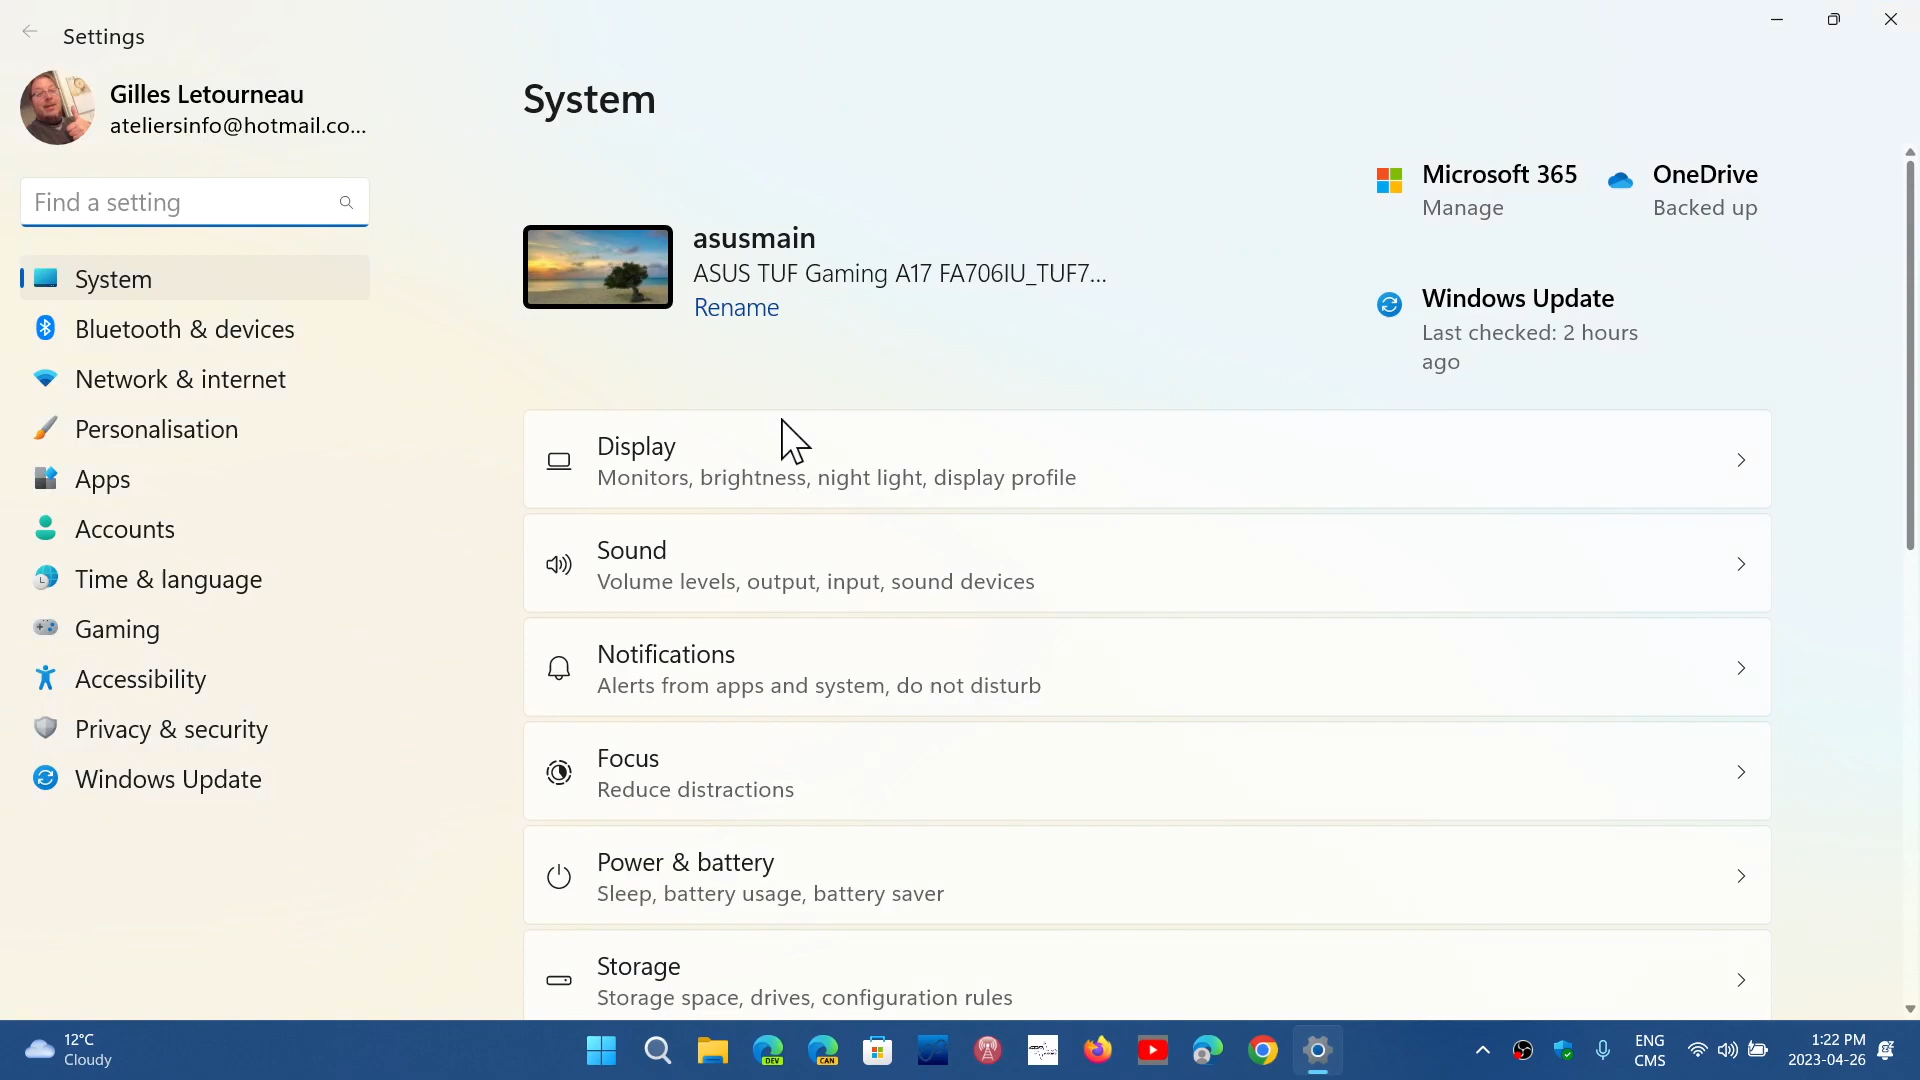 Settings
Gilles Letourneau
ateliersinfo@hotmail.co...
Find a setting
System
Bluetooth & devices
Network & internet
Personalisation
Apps
Accounts
Time & language
Gaming
Accessibility
Privacy & security
Windows Update
System
asusmain
ASUS TUF Gaming A17 FA706IU_TUF7...
Rename
Microsoft 365
Manage
OneDrive
Backed up
Windows Update
Last checked: 2 hours
ago
Display
Monitors, brightness, night light, display profile
Sound
Volume levels, output, input, sound devices
Notifications
Alerts from apps and system, do not disturb
Focus
Reduce distractions
Power & battery
Sleep, battery usage, battery saver
Storage
Storage space, drives, configuration rules
12°C
Cloudy
DEV
CAN
ENG
CMS
1:22 PM
2023-04-26